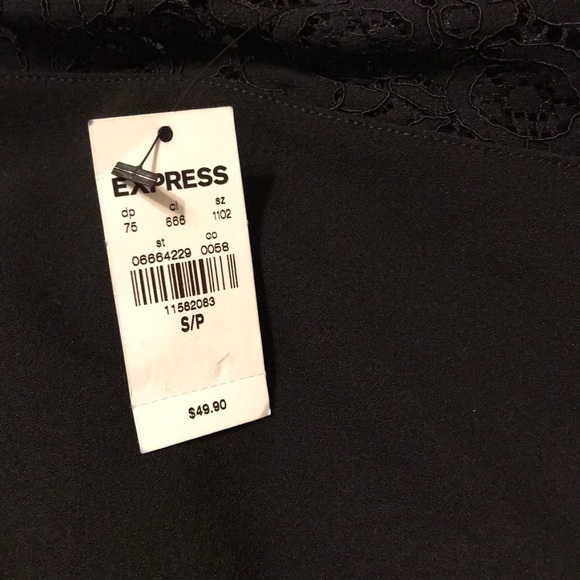 EXPRESS
dp cl sz
75 666 1102
st co
06664229 0058
11582083
S/P
$49.90